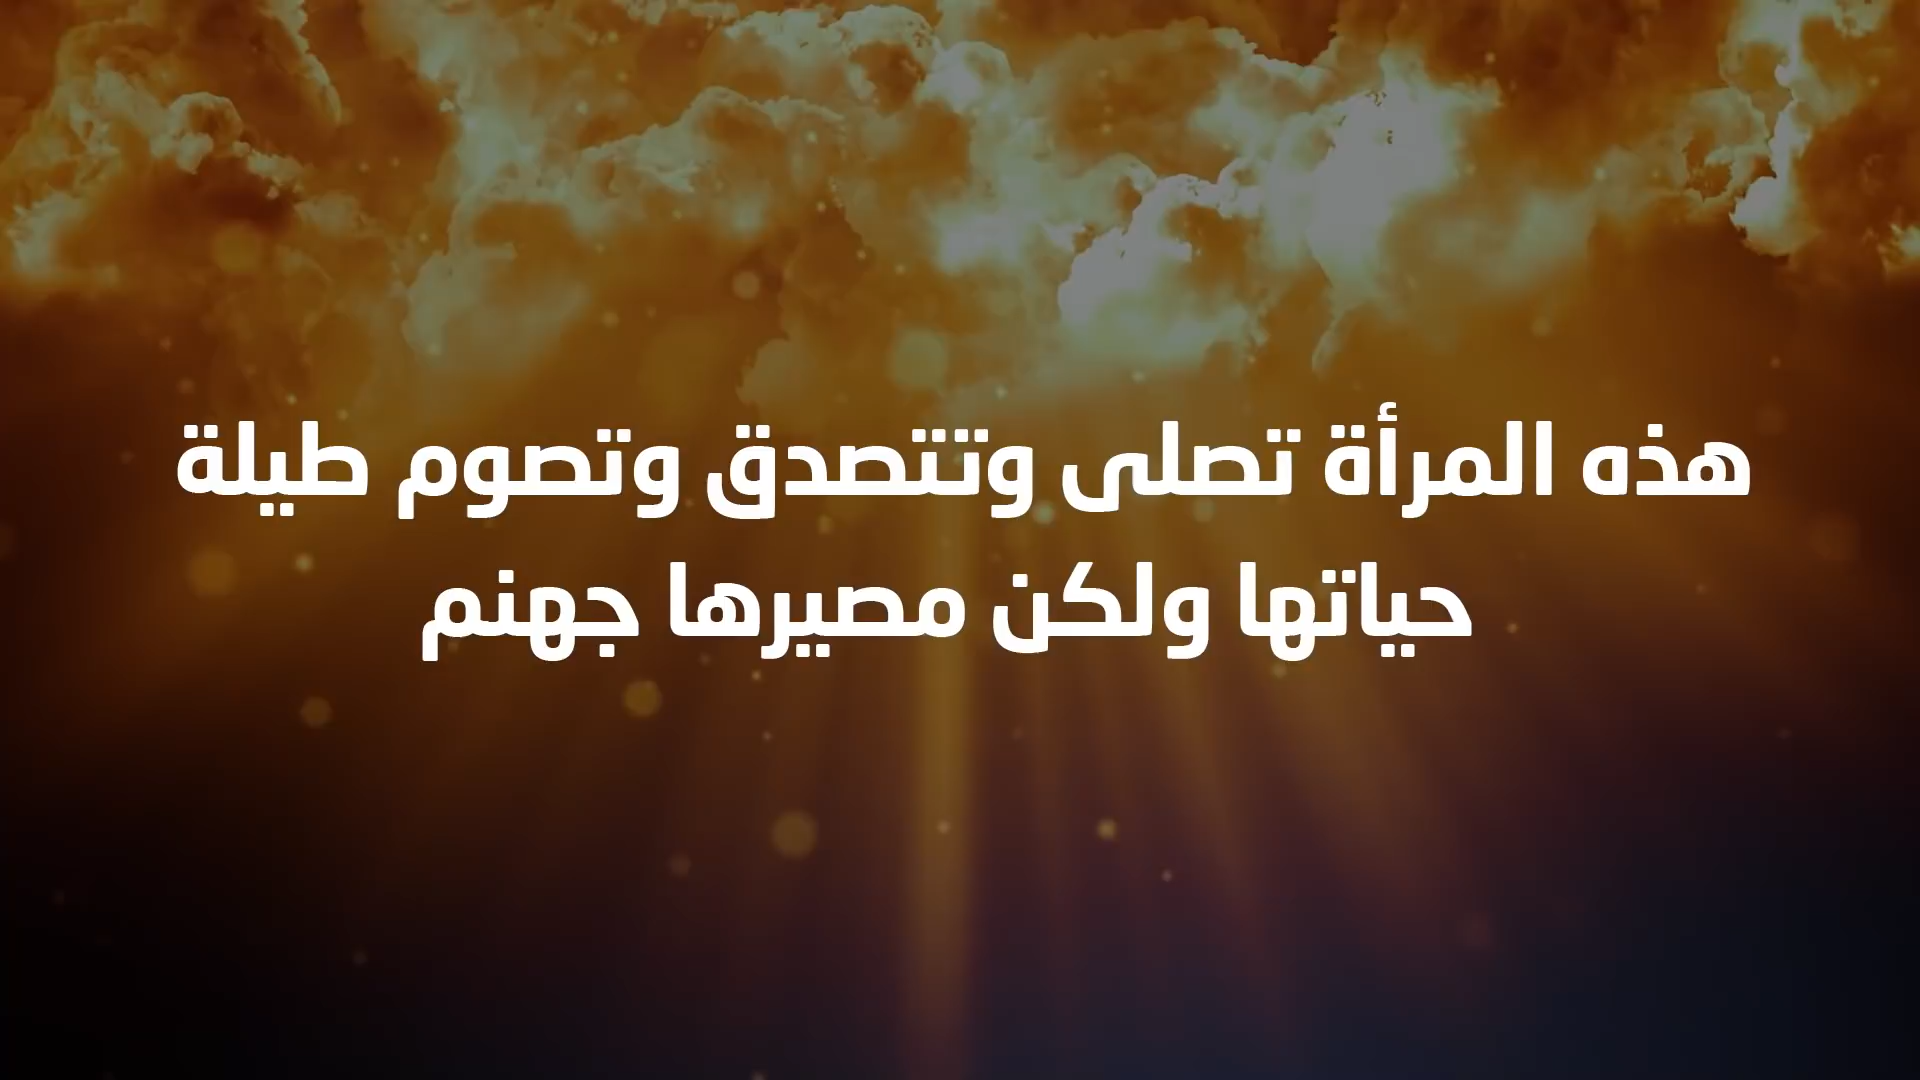 هذه المرأة تصلى وتتصدق وتصوم طيلة
حياتها ولكن مصيرها جهنم